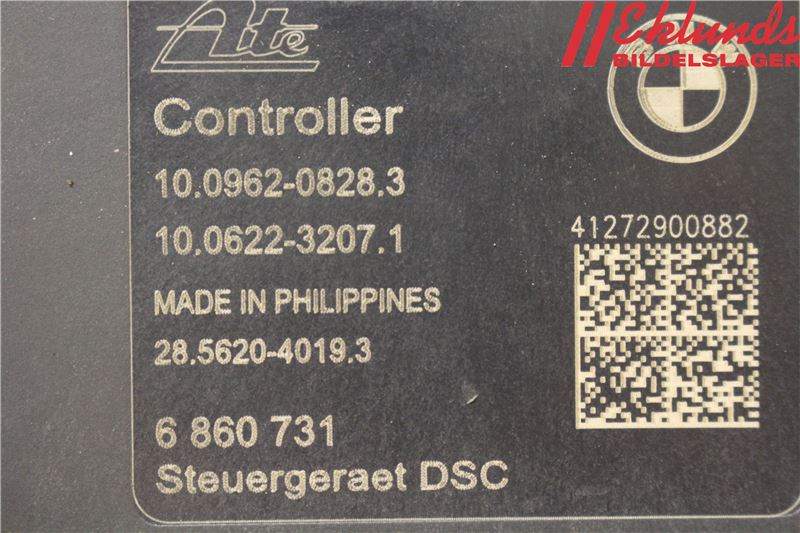 Ate
Eklunds
BILDELSLAGER
Controller
10.0962-0828.3
10.0622-3207.1
41272900882
MADE IN PHILIPPINES
28.5620-4019.3
6 860 731
Steuergeraet DSC